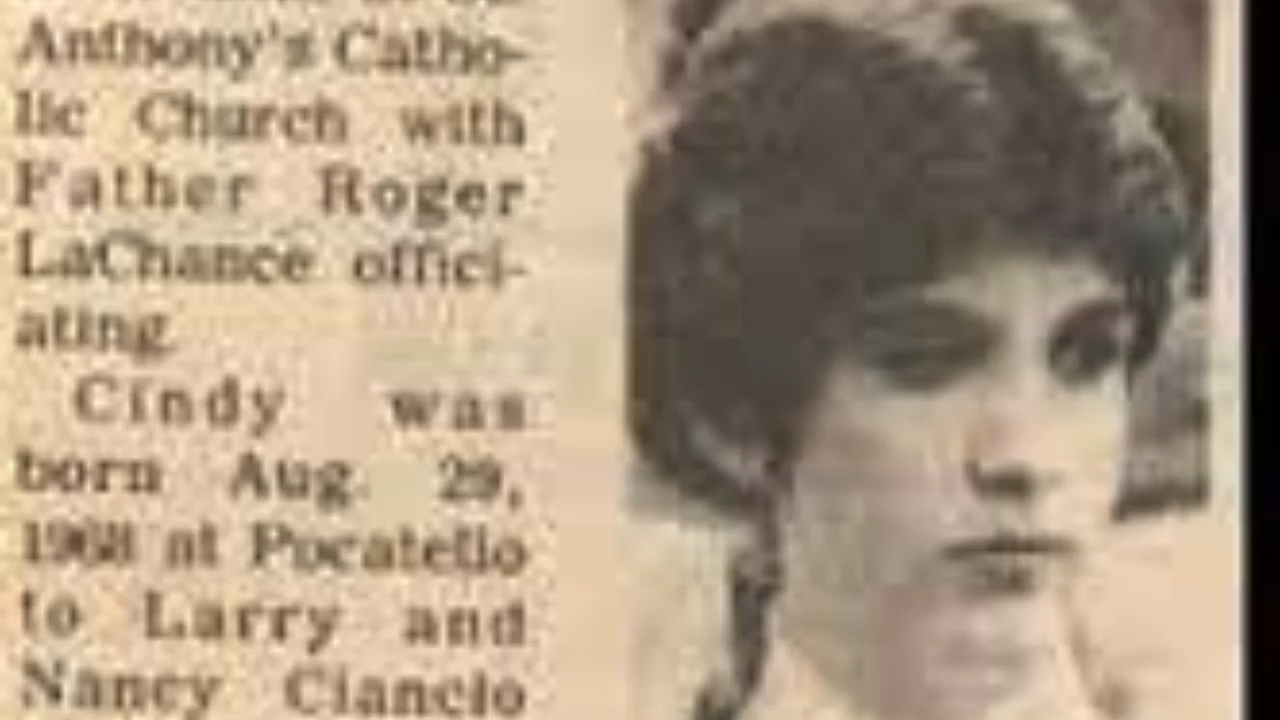 Anthony's Catho-
lic Church with
Father Roger
LaChance offici-
ating.
Cindy was
born Aug. 29,
1968 at Pocatello
to Larry and
Nancy Ciancio